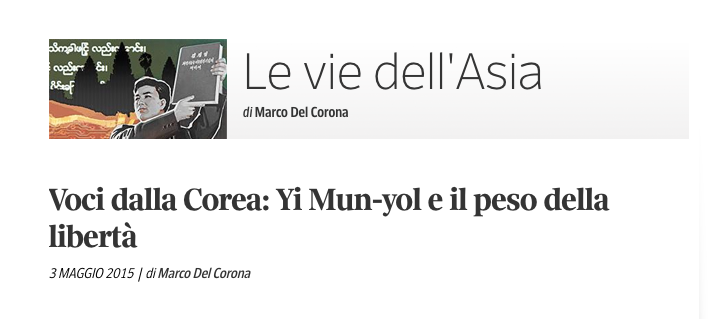 Le vie dell'Asia
di Marco Del Corona
Voci dalla Corea: Yi Mun-yol e il peso della
libertà
3 MAGGIO 2015 | di Marco Del Corona